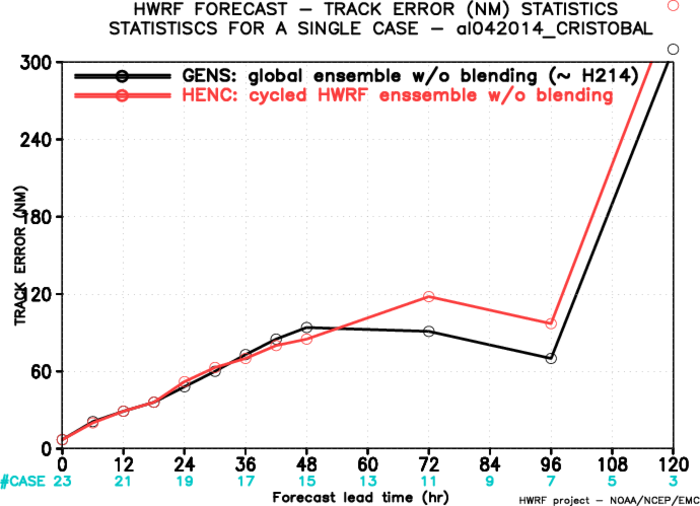 HWRF FORECAST − TRACK ERROR (NM) STATISTICS
STATISTISCS FOR A SINGLE CASE − al042014_CRISTOBAL
GENS: global ensemble w/o blending (~ H214)
HENC: cycled HWRF enssemble w/o blending
TRACK ERROR (NM)
300
240
180
120
60
0
0 12 24 36 48 60 72 84 96 108 120
#CASE 23 21 19 17 15 13 11 9 7 5 3
Forecast lead time (hr)
HWRF project − NOAA/NCEP/EMC